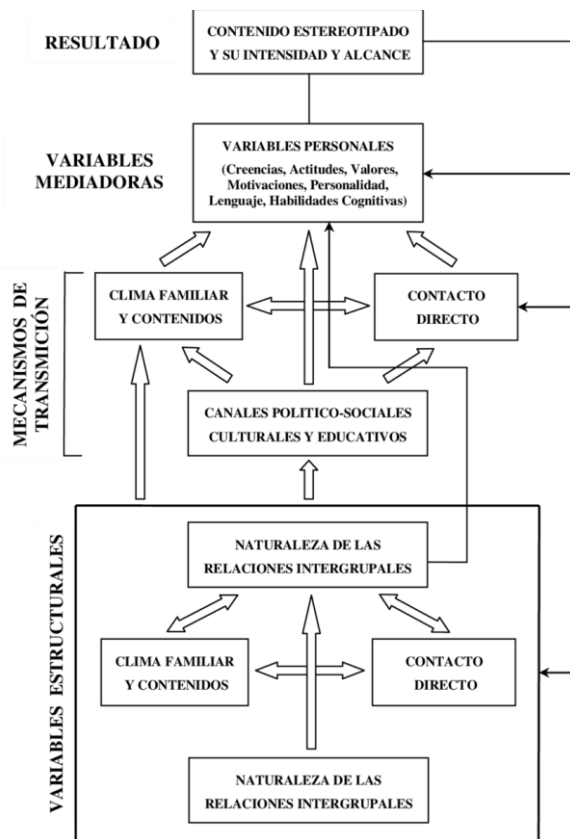 RESULTADO
CONTENIDO ESTEREOTIPADO
Y SU INTENSIDAD Y ALCANCE
VARIABLES
MEDIADORAS
VARIABLES PERSONALES
(Creencias, Actitudes, Valores,
Motivaciones, Personalidad,
Lenguaje, Habilidades Cognitivas)
MECANISMOS DE
TRANSMICIÓN
CLIMA FAMILIAR
Y CONTENIDOS
CONTACTO
DIRECTO
CANALES POLITICO-SOCIALES
CULTURALES Y EDUCATIVOS
VARIABLES ESTRUCTURALES
NATURALEZA DE LAS
RELACIONES INTERGRUPALES
CLIMA FAMILIAR
Y CONTENIDOS
CONTACTO
DIRECTO
NATURALEZA DE LAS
RELACIONES INTERGRUPALES